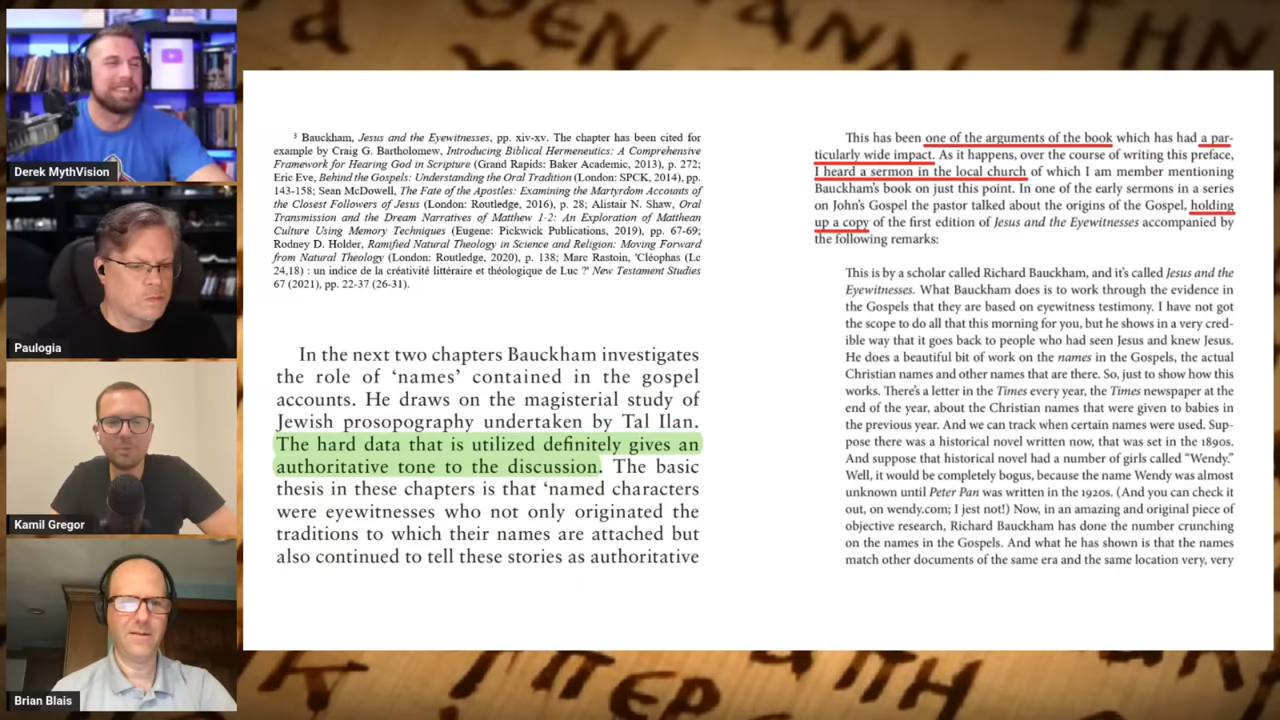 Derek MythVision
Paulogia
Kamil Gregor
Brian Blais
³ Bauckham, Jesus and the Eyewitnesses, pp. xiv-xv. The chapter has been cited for
example by Craig G. Bartholomew, Introducing Biblical Hermeneutics: A Comprehensive
Framework for Hearing God in Scripture (Grand Rapids: Baker Academic, 2013), p. 272;
Eric Eve, Behind the Gospels: Understanding the Oral Tradition (London: SPCK, 2014), pp.
143-158; Sean McDowell, The Fate of the Apostles: Examining the Martyrdom Accounts of
the Closest Followers of Jesus (London: Routledge, 2016), p. 28; Alistair N. Shaw, Oral
Transmission and the Dream Narratives of Matthew 1-2: An Exploration of Matthean
Culture Using Memory Techniques (Eugene: Pickwick Publications, 2019), pp. 67-69;
Rodney D. Holder, Ramified Natural Theology in Science and Religion: Moving Forward
from Natural Theology (London: Routledge, 2020), p. 138; Marc Rastoin, 'Cléophas (Lc
24,18) : un indice de la créativité littéraire et théologique de Luc ?' New Testament Studies
67 (2021), pp. 22-37 (26-31).
In the next two chapters Bauckham investigates
the role of ‘names’ contained in the gospel
accounts. He draws on the magisterial study of
Jewish prosopography undertaken by Tal Ilan.
The hard data that is utilized definitely gives an
authoritative tone to the discussion. The basic
thesis in these chapters is that ‘named characters
were eyewitnesses who not only originated the
traditions to which their names are attached but
also continued to tell these stories as authoritative
This has been one of the arguments of the book which has had a par-
ticularly wide impact. As it happens, over the course of writing this preface,
I heard a sermon in the local church of which I am member mentioning
Bauckham's book on just this point. In one of the early sermons in a series
on John's Gospel the pastor talked about the origins of the Gospel, holding
up a copy of the first edition of Jesus and the Eyewitnesses accompanied by
the following remarks:
This is by a scholar called Richard Bauckham, and it's called Jesus and the
Eyewitnesses. What Bauckham does is to work through the evidence in
the Gospels that they are based on eyewitness testimony. I have not got
the scope to do all that this morning for you, but he shows in a very cred-
ible way that it goes back to people who had seen Jesus and knew Jesus.
He does a beautiful bit of work on the names in the Gospels, the actual
Christian names and other names that are there. So, just to show how this
works. There's a letter in the Times every year, the Times newspaper at the
end of the year, about the Christian names that were given to babies in
the previous year. And we can track when certain names were used. Sup-
pose there was a historical novel written now, that was set in the 1890s.
And suppose that historical novel had a number of girls called “Wendy.”
Well, it would be completely bogus, because the name Wendy was almost
unknown until Peter Pan was written in the 1920s. (And you can check it
out, on wendy.com; I jest not!) Now, in an amazing and original piece of
objective research, Richard Bauckham has done the number crunching
on the names in the Gospels. And what he has shown is that the names
match other documents of the same era and the same location very, very